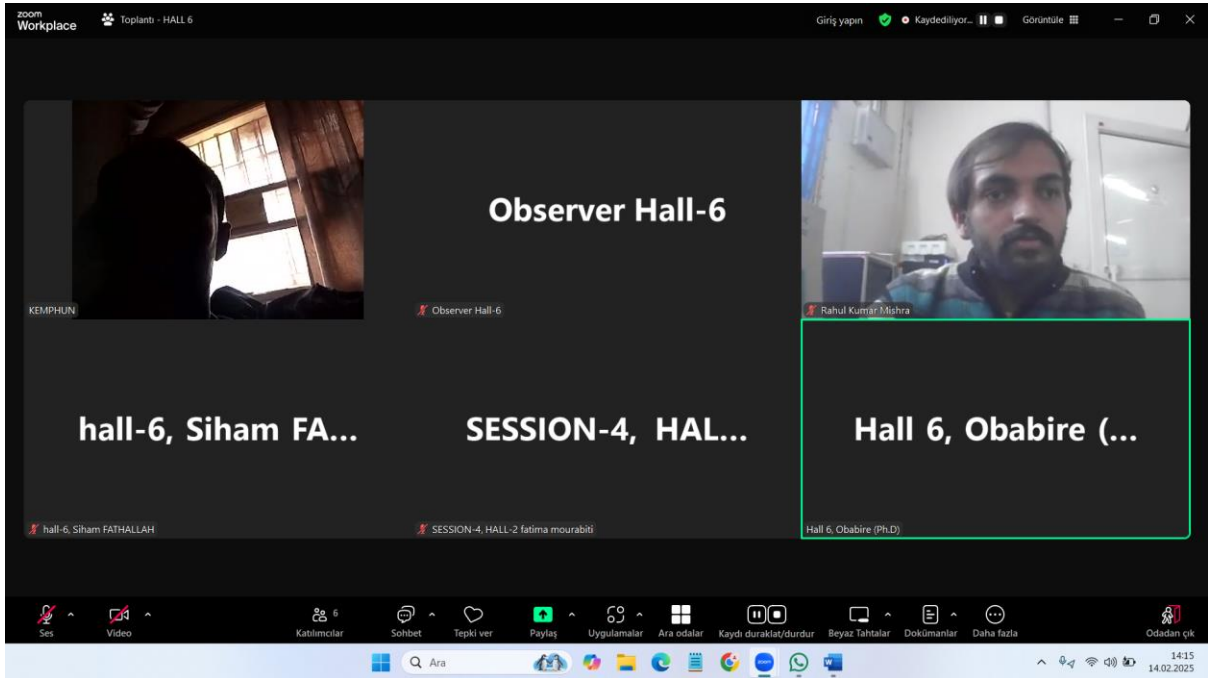 zoom
Workplace
Toplantı - HALL 6
Giriş yapın
Kaydediliyor...
Görüntüle
KEMPHUN
Observer Hall-6
Observer Hall-6
Rahul Kumar Mishra
hall-6, Siham FA...
hall-6, Siham FATHALLAH
SESSION-4, HAL...
SESSION-4, HALL-2 fatima mourabiti
Hall 6, Obabire (...
Hall 6, Obabire (Ph.D)
Ses
Video
6
Katılımcılar
Sohbet
Tepki ver
Paylaş
Uygulamalar
Ara odalar
Kaydı duraklat/durdur
Beyaz Tahtalar
Dokümanlar
Daha fazla
Odadan çık
Ara
zoom
14:15
14.02.2025